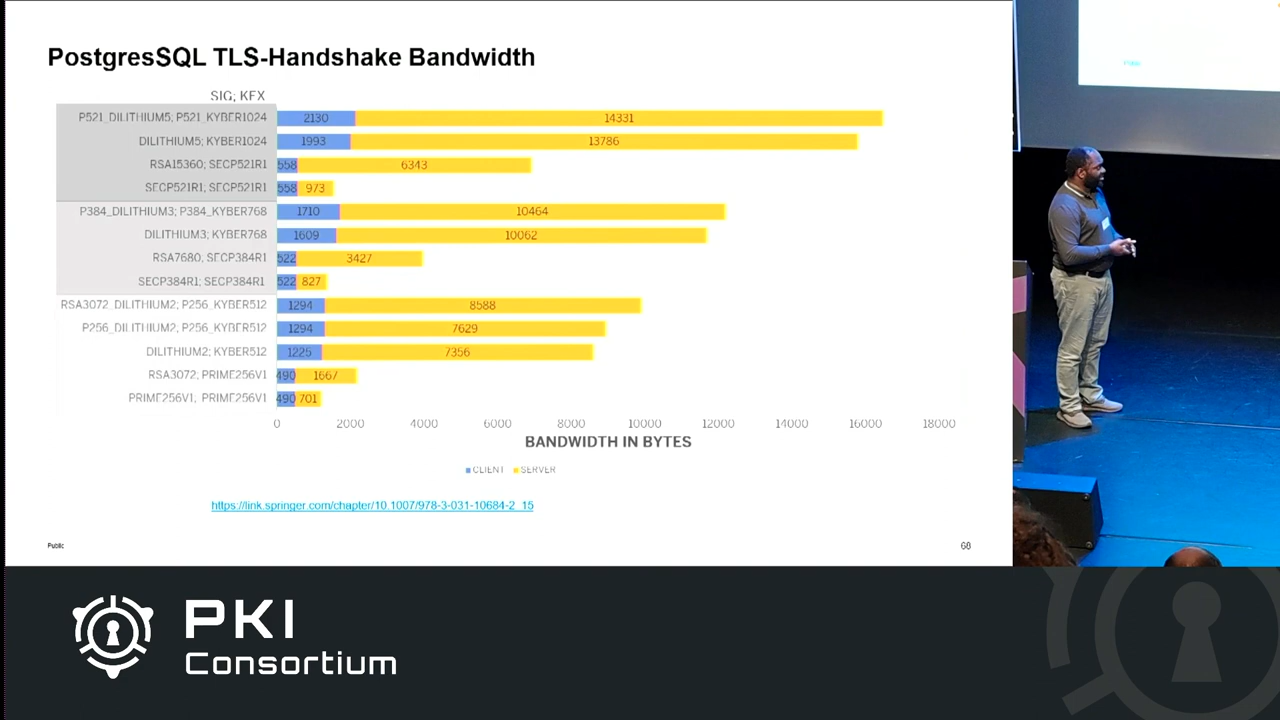 PostgresSQL TLS-Handshake Bandwidth
SIG; KEX
P521_DILITHIUM5; P521_KYBER1024 2130 14331
DILITHIUM5; KYBER1024 1993 13786
RSA15360; SECP521R1 558 6343
SECP521R1; SECP521R1 558 973
P384_DILITHIUM3; P384_KYBER768 1710 10464
DILITHIUM3; KYBER768 1609 10062
RSA7680, SECP384R1 522 3427
SECP384R1; SECP384R1 522 827
RSA3072_DILITHIUM2; P256_KYBER512 1294 8588
P256_DILITHIUM2, P256_KYBER512 1294 7629
DILITHIUM2; KYBER512 1225 7356
RSA3072, PRIME256V1 490 1667
PRIME256V1, PRIME256V1 490 701
0 2000 4000 6000 8000 10000 12000 14000 16000 18000
BANDWIDTH IN BYTES
CLIENT SERVER
https://link.springer.com/chapter/10.1007/978-3-031-10684-2_15
Public
68
PKI
Consortium